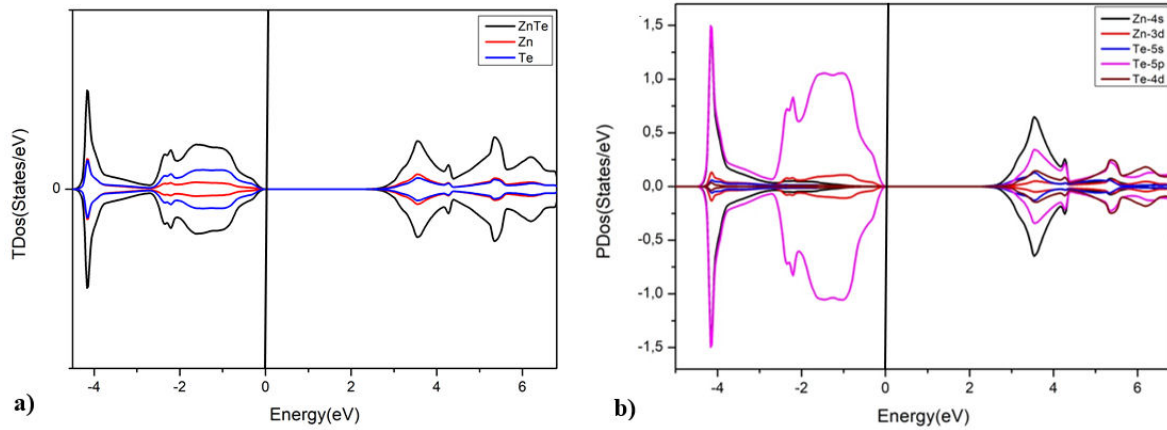 ZnTe
Zn
Te
TDos(States/eV)
0
-4
-2
0
2
4
6
Energy(eV)
a)
Zn-4s
Zn-3d
Te-5s
Te-5p
Te-4d
PDos(States/eV)
1.5
1.0
0.5
0.0
-0.5
-1.0
-1.5
-4
-2
0
2
4
6
Energy(eV)
b)